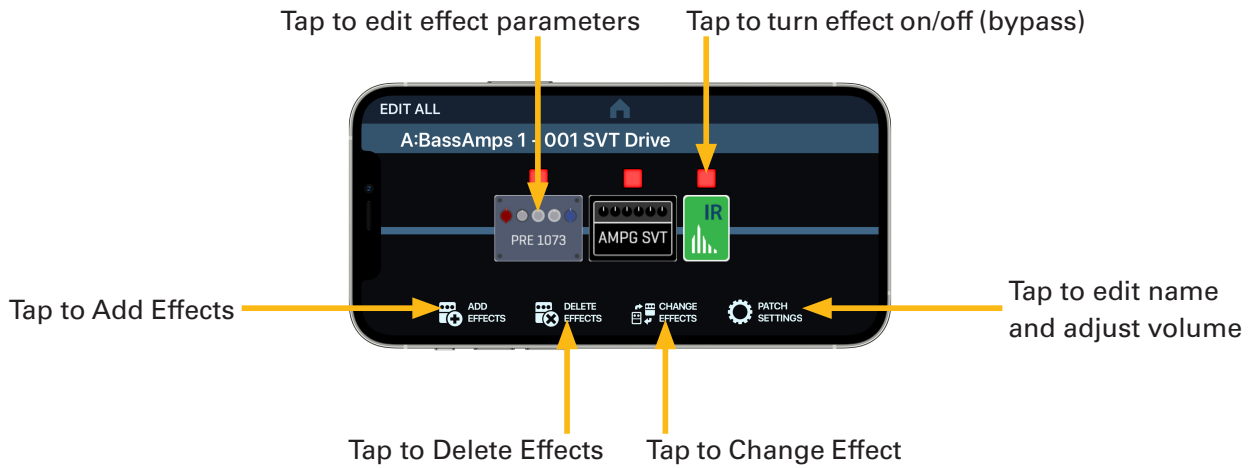 Tap to edit effect parameters
Tap to turn effect on/off (bypass)
EDIT ALL
A:BassAmps 1 - 001 SVT Drive
PRE 1073
AMPG SVT
IR
Tap to Add Effects
ADD
EFFECTS
DELETE
EFFECTS
CHANGE
EFFECTS
PATCH
SETTINGS
Tap to edit name
and adjust volume
Tap to Delete Effects
Tap to Change Effect